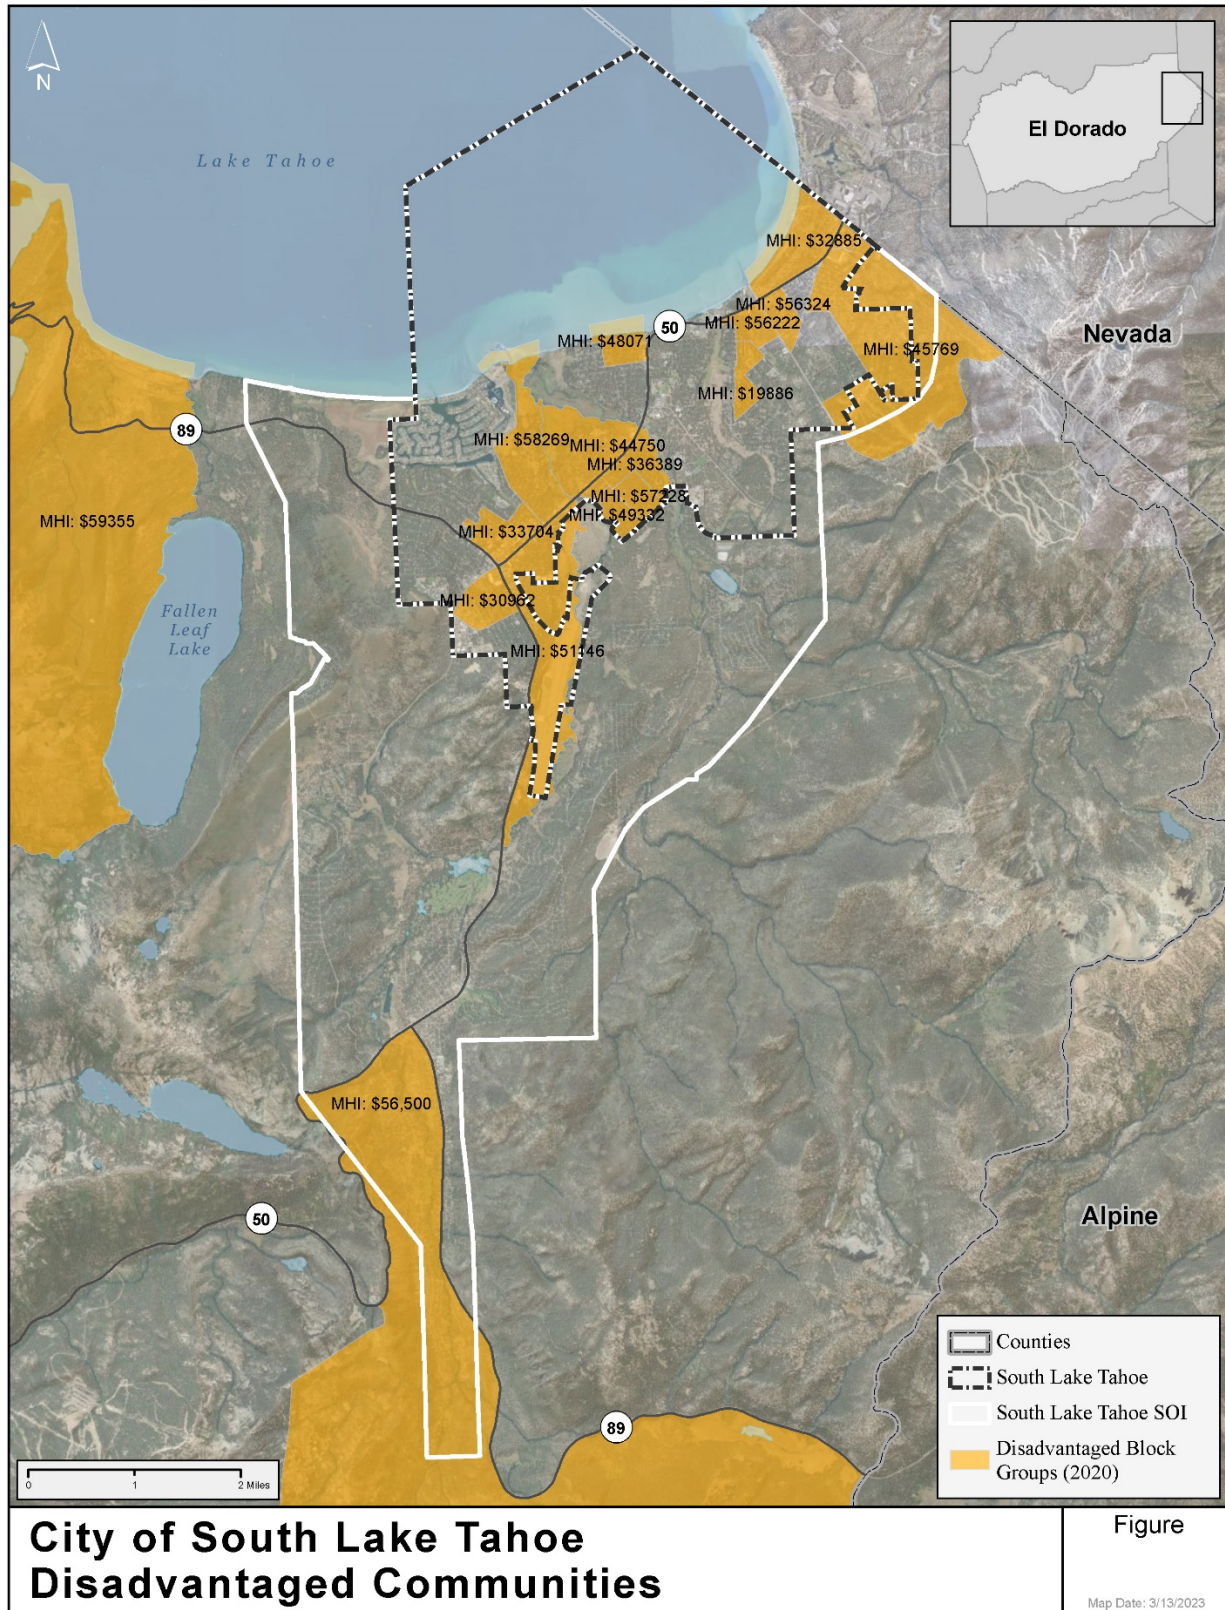 N
Lake Tahoe
El Dorado
Nevada
MHI: $32885
MHI: $56324
MHI: $56222
50
MHI: $48071
MHI: $45769
MHI: $19886
89
MHI: $58269
MHI: $44750
MHI: $36389
MHI: $57228
MHI: $49332
MHI: $59355
MHI: $33704
MHI: $30962
Fallen
Leaf
Lake
MHI: $51146
MHI: $56,500
50
Alpine
89
Counties
South Lake Tahoe
South Lake Tahoe SOI
Disadvantaged Block
Groups (2020)
0 1 2 Miles
City of South Lake Tahoe
Disadvantaged Communities
Figure
Map Date: 3/13/2023